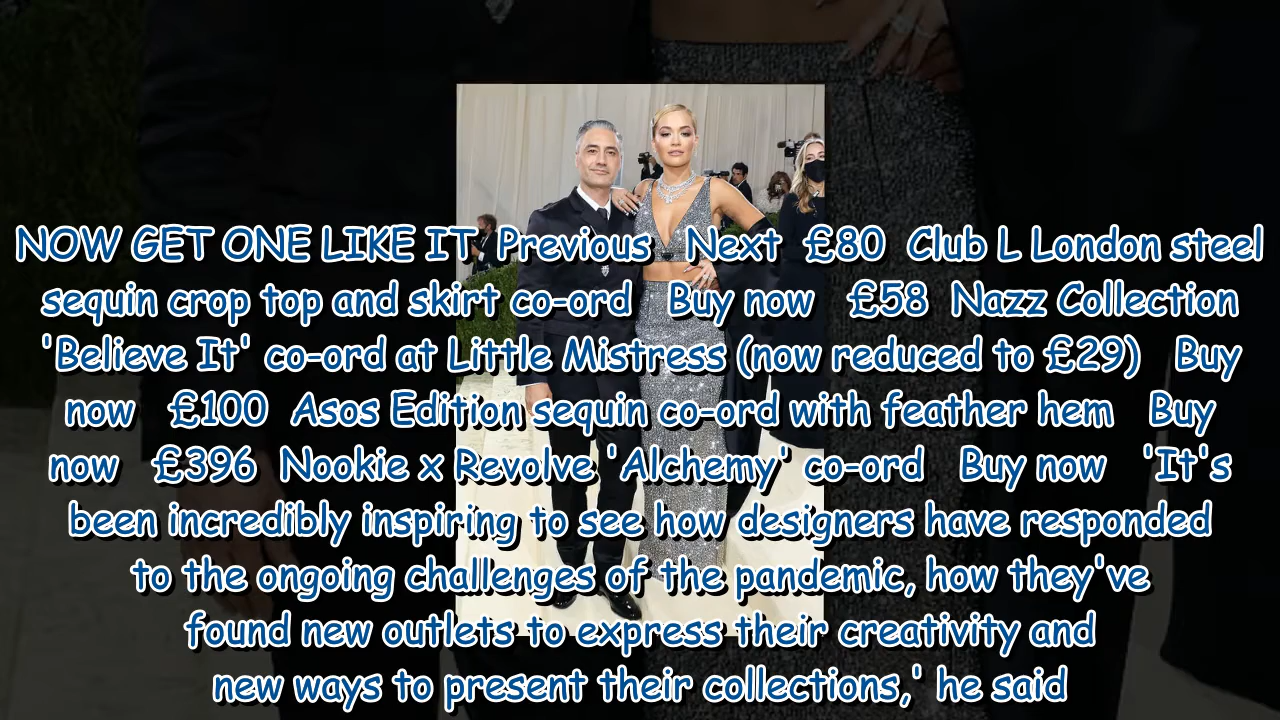 NOW GET ONE LIKE IT Previous Next £80 Club L London steel
sequin crop top and skirt co-ord Buy now £58 Nazz Collection
'Believe It' co-ord at Little Mistress (now reduced to £29) Buy
now £100 Asos Edition sequin co-ord with feather hem Buy
now £396 Nookie x Revolve 'Alchemy' co-ord Buy now 'It's
been incredibly inspiring to see how designers have responded
to the ongoing challenges of the pandemic, how they've
found new outlets to express their creativity and
new ways to present their collections,' he said